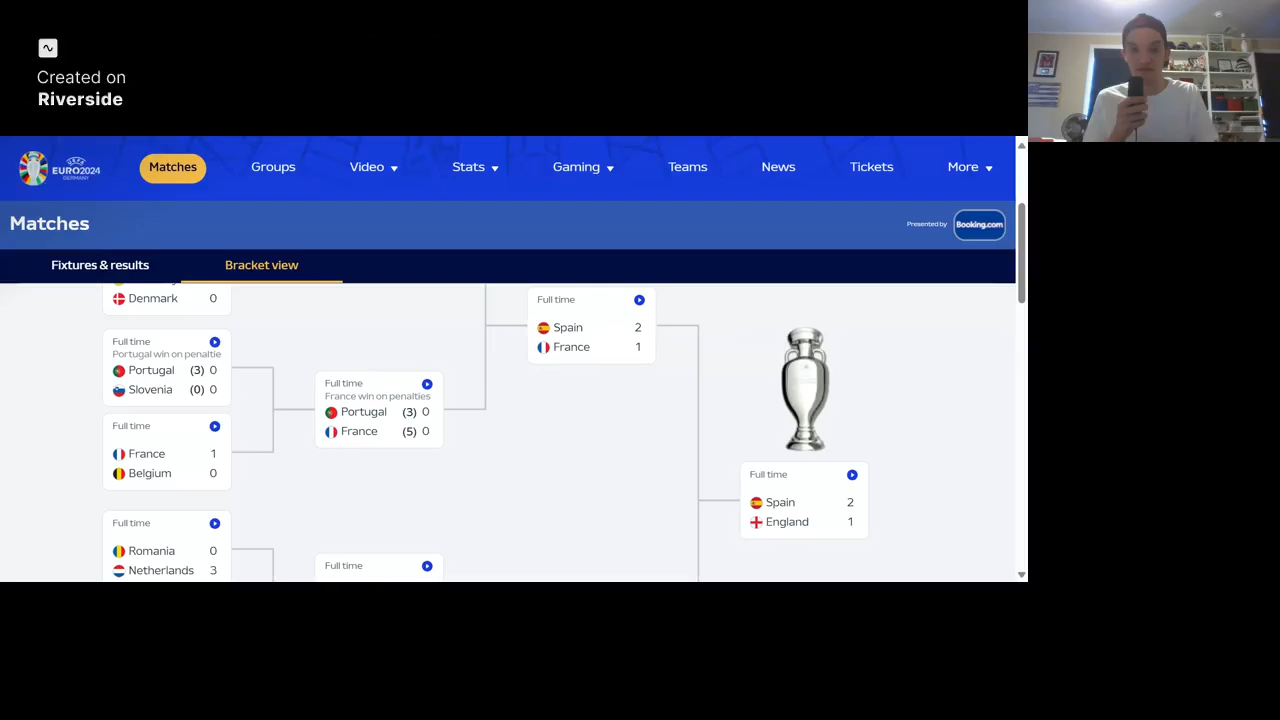 Created on
Riverside
UEFA
EURO2024
GERMANY
Matches
Groups
Video
Stats
Gaming
Teams
News
Tickets
More
Matches
Presented by
Booking.com
Fixtures & results
Bracket view
Denmark 0
Full time
Portugal win on penaltie
Portugal (3) 0
Slovenia (0) 0
Full time
France 1
Belgium 0
Full time
Romania 0
Netherlands 3
Full time
France win on penalties
Portugal (3) 0
France (5) 0
Full time
Full time
Spain 2
France 1
Full time
Spain 2
England 1